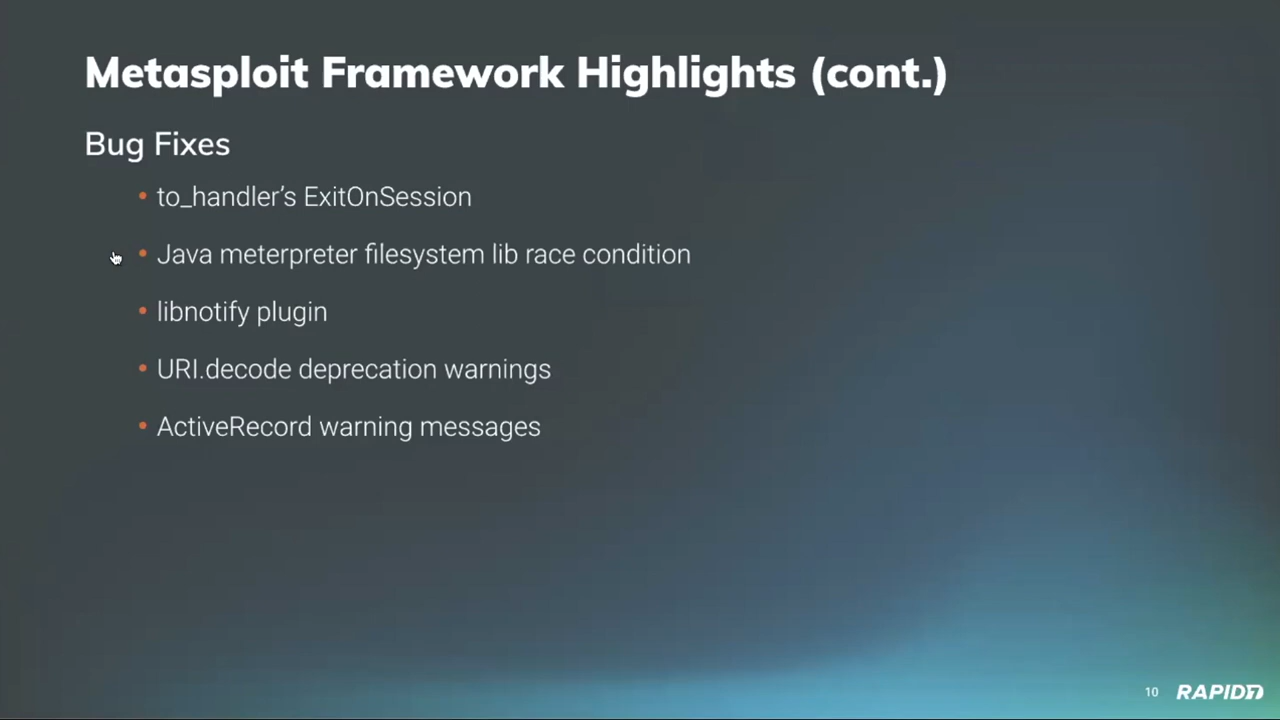 Metasploit Framework Highlights (cont.)
Bug Fixes
• to_handler’s ExitOnSession
• Java meterpreter filesystem lib race condition
• libnotify plugin
• URI.decode deprecation warnings
• ActiveRecord warning messages
10 RAPID7